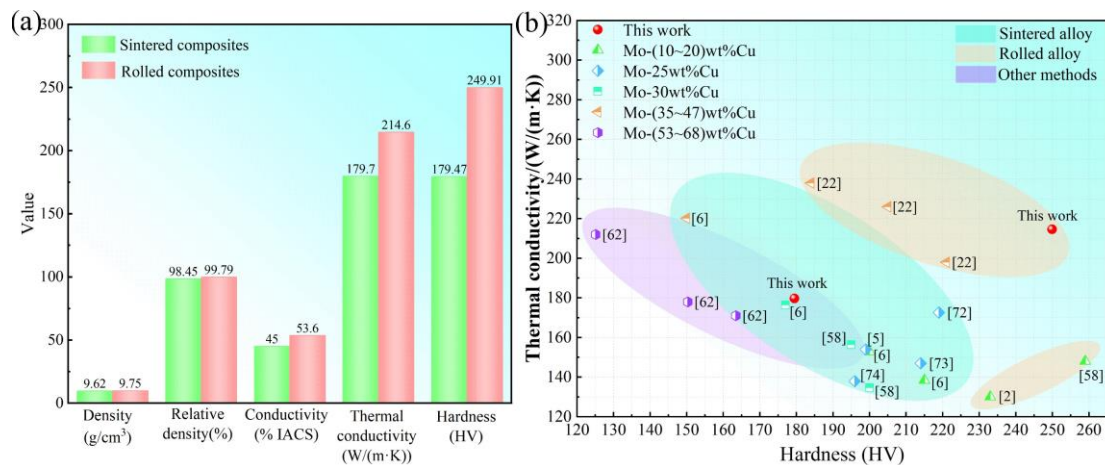 (a)
300
250
200
150
100
50
0
Value
Sintered composites
Rolled composites
9.62
9.75
98.45
99.79
45
53.6
179.7
214.6
179.47
249.91
Density
(g/cm³)
Relative
density(%)
Conductivity
(% IACS)
Thermal
conductivity
(W/(m·K))
Hardness
(HV)
(b)
320
300
280
260
240
220
200
180
160
140
120
Thermal conductivity/(W/(m·K))
This work
Mo-(10~20)wt%Cu
Mo-25wt%Cu
Mo-30wt%Cu
Mo-(35~47)wt%Cu
Mo-(53~68)wt%Cu
Sintered alloy
Rolled alloy
Other methods
[22]
[22]
[6]
This work
[62]
[22]
This work
[62]
[6]
[62]
[72]
[58]
[5]
[6]
[73]
[74]
[6]
[58]
[58]
[2]
120 130 140 150 160 170 180 190 200 210 220 230 240 250 260
Hardness (HV)